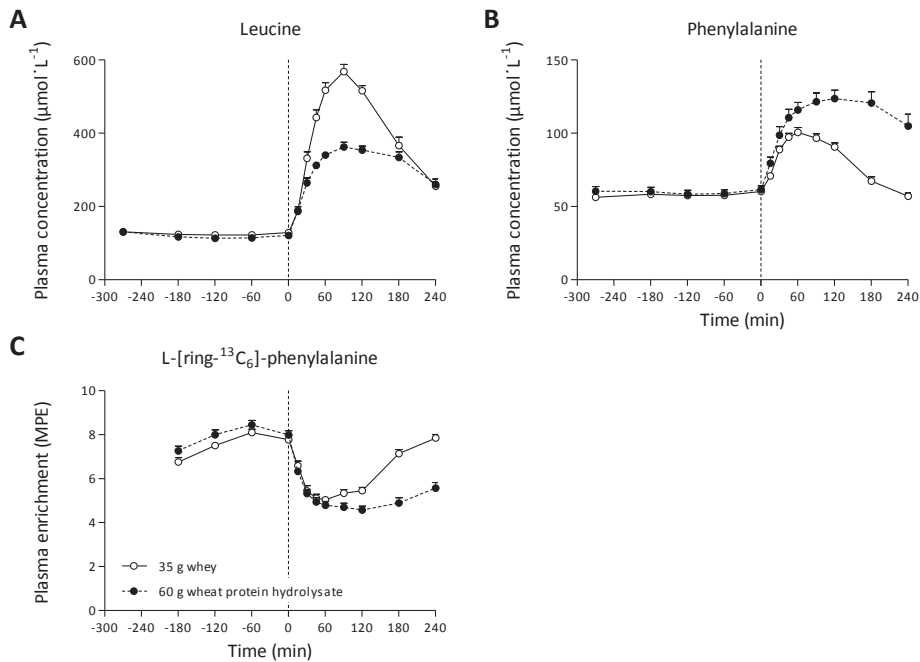 A
Leucine
Plasma concentration (µmol˙L⁻¹)
600
400
200
0
-300 -240 -180 -120 -60 0 60 120 180 240
B
Phenylalanine
Plasma concentration (µmol˙L⁻¹)
150
100
50
0
-300 -240 -180 -120 -60 0 60 120 180 240
Time (min)
C
L-[ring-¹³C₆]-phenylalanine
Plasma enrichment (MPE)
10
8
6
4
2
0
35 g whey
60 g wheat protein hydrolysate
-300 -240 -180 -120 -60 0 60 120 180 240
Time (min)